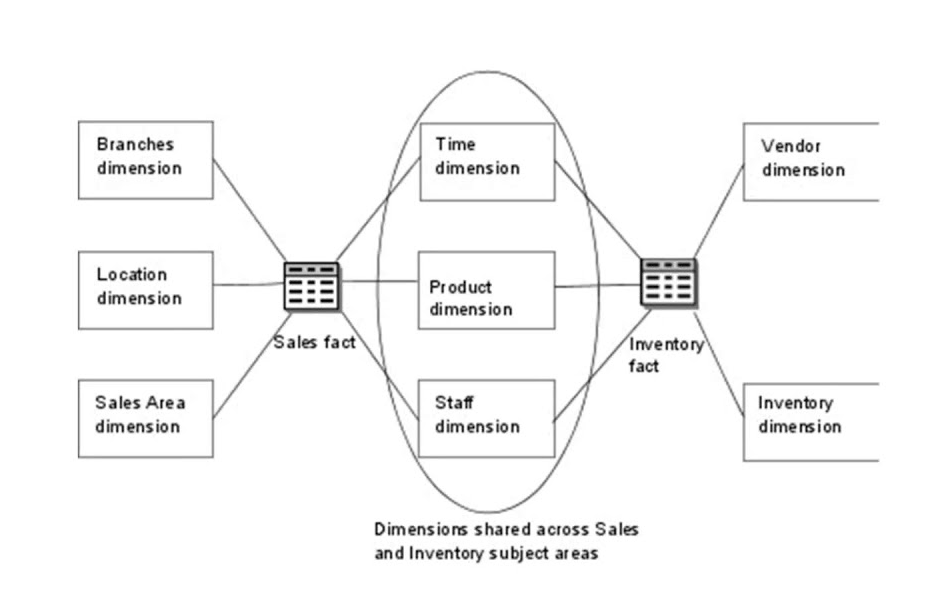 Branches
dimension
Time
dimension
Vendor
dimension
Location
dimension
Product
dimension
Sales fact
Inventory
fact
Sales Area
dimension
Staff
dimension
Inventory
dimension
Dimensions shared across Sales
and Inventory subject areas